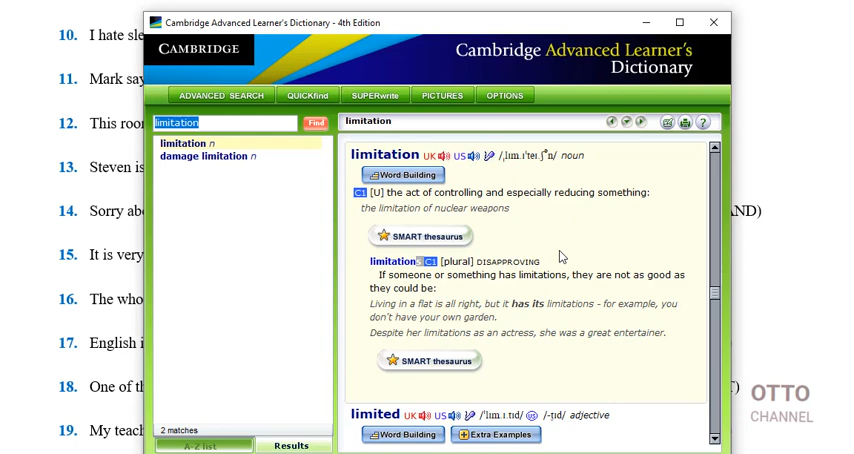 Cambridge Advanced Learner's Dictionary - 4th Edition
10. I hate sle
CAMBRIDGE
Cambridge Advanced Learner's
Dictionary
11. Mark say
ADVANCED SEARCH QUICKfind SUPERwrite PICTURES OPTIONS
12. This roo
limitation Find limitation ?
limitation n
damage limitation n
limitation UK US /ˌlɪm.ɪˈteɪ.ʃən/ noun
13. Steven is
Word Building
C1 [U] the act of controlling and especially reducing something:
the limitation of nuclear weapons
14. Sorry abo AND)
SMART thesaurus
15. It is very
limitations C1 [plural] DISAPPROVING
If someone or something has limitations, they are not as good as
they could be:
16. The who
Living in a flat is all right, but it has its limitations - for example, you
don't have your own garden.
Despite her limitations as an actress, she was a great entertainer.
17. English i
SMART thesaurus
18. One of th
OTTO
CHANNEL
limited UK US /ˈlɪm.ɪ.tɪd/ US /-t̬ɪd/ adjective
19. My teach
2 matches
Word Building Extra Examples
A-Z list Results